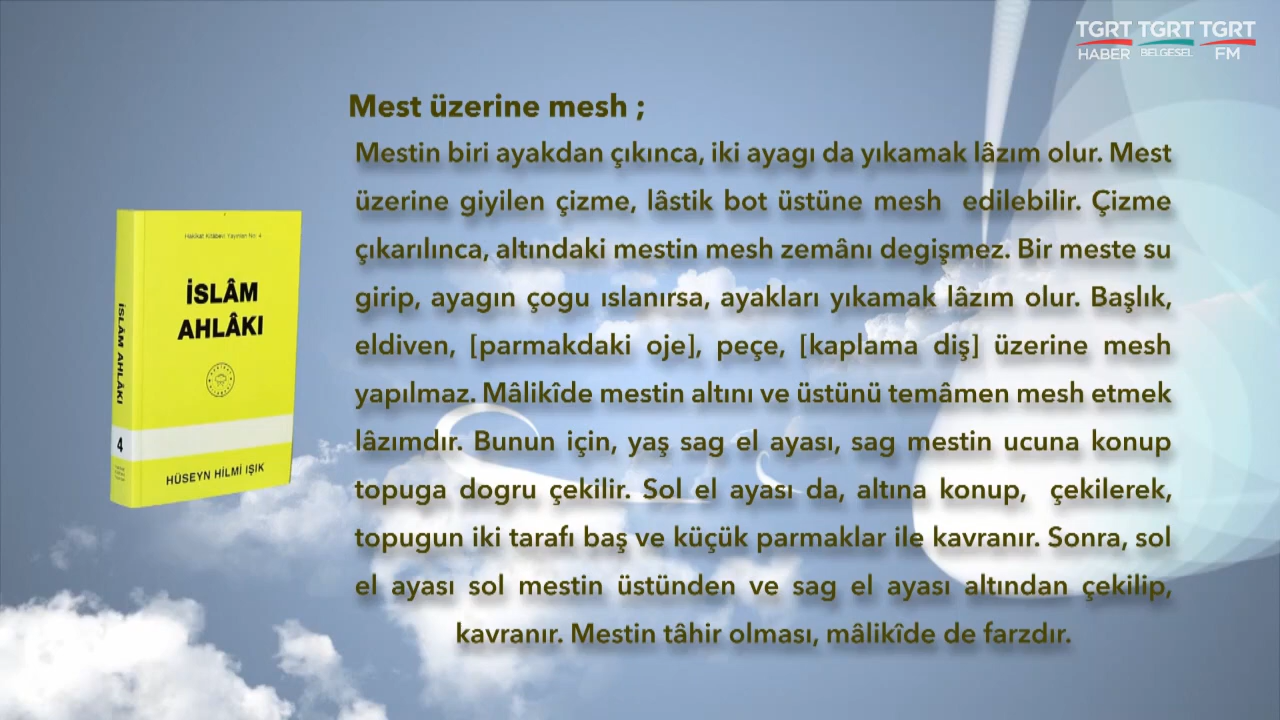 TGRT HABER
TGRT BELGESEL
TGRT FM
Mest üzerine mesh ;
Mestin biri ayakdan çıkınca, iki ayagı da yıkamak lâzım olur. Mest
üzerine giyilen çizme, lâstik bot üstüne mesh edilebilir. Çizme
çıkarılınca, altındaki mestin mesh zemânı degişmez. Bir meste su
girip, ayagın çogu ıslanırsa, ayakları yıkamak lâzım olur. Başlık,
eldiven, [parmakdaki oje], peçe, [kaplama diş] üzerine mesh
yapılmaz. Mâlikîde mestin altını ve üstünü temâmen mesh etmek
lâzımdır. Bunun için, yaş sag el ayası, sag mestin ucuna konup
topuga dogru çekilir. Sol el ayası da, altına konup, çekilerek,
topugun iki tarafı baş ve küçük parmaklar ile kavranır. Sonra, sol
el ayası sol mestin üstünden ve sag el ayası altından çekilip,
kavranır. Mestin tâhir olması, mâlikîde de farzdır.
Hakîkat Kitâbevi Yayınları No: 4
İSLÂM
AHLÂKI
HÜSEYN HİLMİ IŞIK
İSLÂM AHLÂKI
4